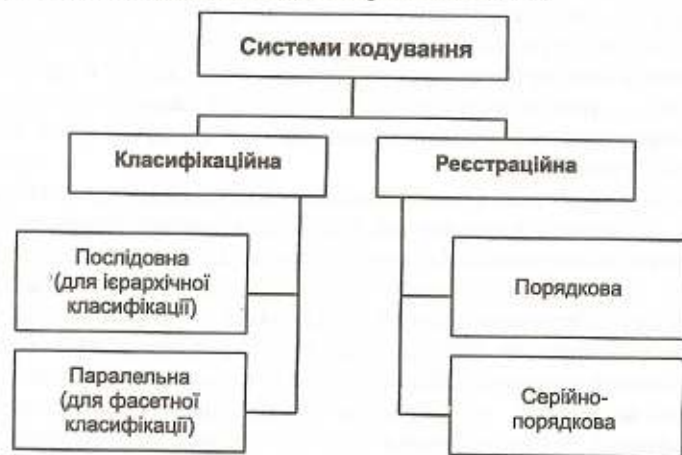 Системи кодування
Класифікаційна
Реєстраційна
Послідовна
(для ієрархічної
класифікації)
Порядкова
Паралельна
(для фасетної
класифікації)
Серійно-
порядкова